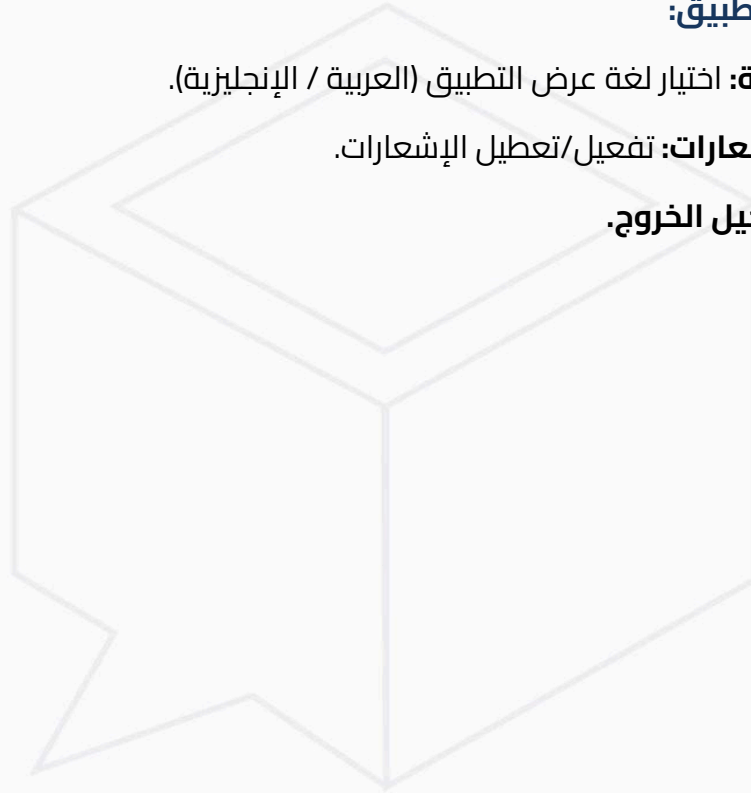 اختيار لغة عرض التطبيق (العربية / الإنجليزية).
تفعيل/تعطيل الإشعارات.
الخروج.